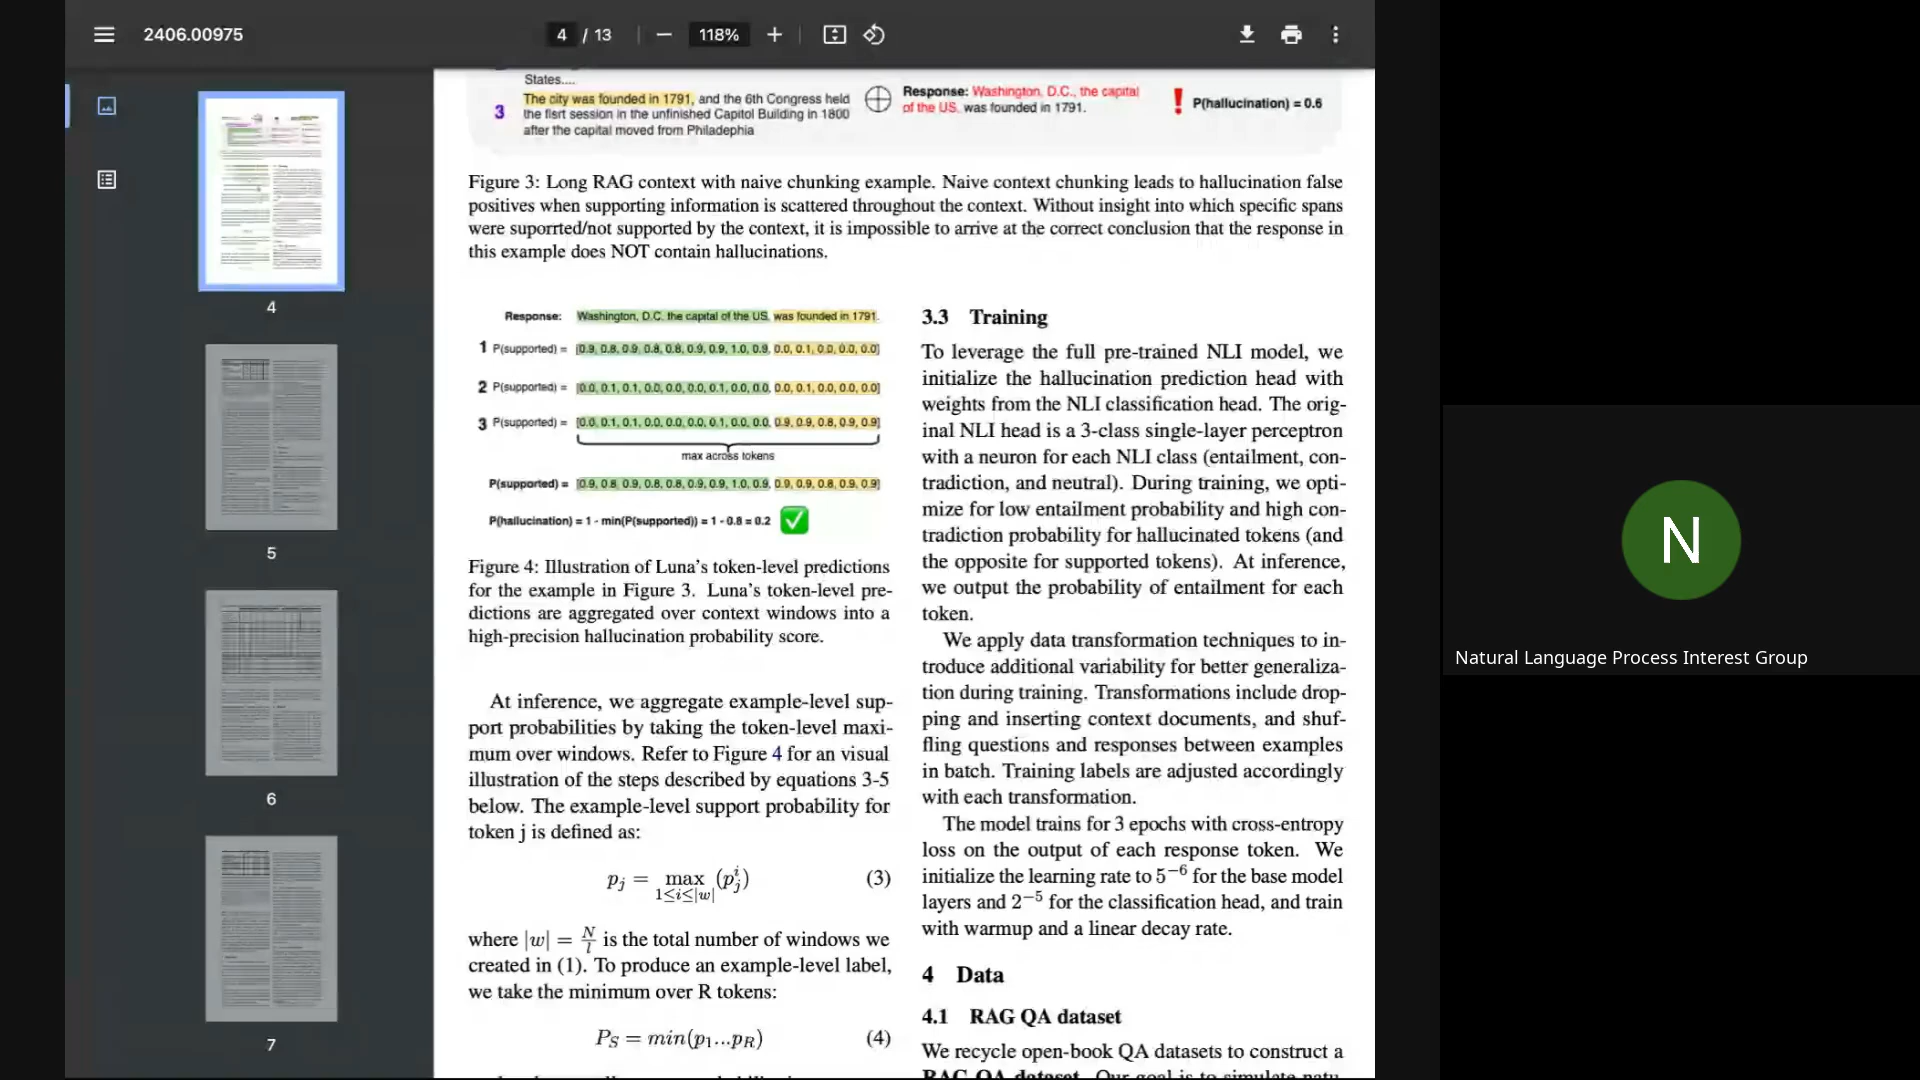 2406.00975
4 / 13
118%
4
5
6
7
States....
3
The city was founded in 1791, and the 6th Congress held
the fisrt session in the unfinished Capitol Building in 1800
after the capital moved from Philadephia
Response: Washington, D.C., the capital
of the US, was founded in 1791.
P(hallucination) = 0.6
Figure 3: Long RAG context with naive chunking example. Naive context chunking leads to hallucination false
positives when supporting information is scattered throughout the context. Without insight into which specific spans
were suporrted/not supported by the context, it is impossible to arrive at the correct conclusion that the response in
this example does NOT contain hallucinations.
Response: Washington, D.C. the capital of the US, was founded in 1791.
1 P(supported) = [0.9, 0.8, 0.9, 0.8, 0.8, 0.9, 0.9, 1.0, 0.9, 0.0, 0.1, 0.0, 0.0, 0.0]
2 P(supported) = [0.0, 0.1, 0.1, 0.0, 0.0, 0.0, 0.1, 0.0, 0.0, 0.0, 0.1, 0.0, 0.0, 0.0]
3 P(supported) = [0.0, 0.1, 0.1, 0.0, 0.0, 0.0, 0.1, 0.0, 0.0, 0.9, 0.9, 0.8, 0.9, 0.9]
max across tokens
P(supported) = [0.9, 0.8, 0.9, 0.8, 0.8, 0.9, 0.9, 1.0, 0.9, 0.9, 0.9, 0.8, 0.9, 0.9]
P(hallucination) = 1 - min(P(supported)) = 1 - 0.8 = 0.2
Figure 4: Illustration of Luna's token-level predictions
for the example in Figure 3. Luna's token-level pre-
dictions are aggregated over context windows into a
high-precision hallucination probability score.
At inference, we aggregate example-level sup-
port probabilities by taking the token-level maxi-
mum over windows. Refer to Figure 4 for an visual
illustration of the steps described by equations 3-5
below. The example-level support probability for
token j is defined as:
p_j = max_{1≤i≤|w|} (p_j^i) (3)
where |w| = N/l is the total number of windows we
created in (1). To produce an example-level label,
we take the minimum over R tokens:
P_S = min(p_1...p_R) (4)
3.3 Training
To leverage the full pre-trained NLI model, we
initialize the hallucination prediction head with
weights from the NLI classification head. The orig-
inal NLI head is a 3-class single-layer perceptron
with a neuron for each NLI class (entailment, con-
tradiction, and neutral). During training, we opti-
mize for low entailment probability and high con-
tradiction probability for hallucinated tokens (and
the opposite for supported tokens). At inference,
we output the probability of entailment for each
token.
We apply data transformation techniques to in-
troduce additional variability for better generaliza-
tion during training. Transformations include drop-
ping and inserting context documents, and shuf-
fling questions and responses between examples
in batch. Training labels are adjusted accordingly
with each transformation.
The model trains for 3 epochs with cross-entropy
loss on the output of each response token. We
initialize the learning rate to 5⁻⁶ for the base model
layers and 2⁻⁵ for the classification head, and train
with warmup and a linear decay rate.
4 Data
4.1 RAG QA dataset
We recycle open-book QA datasets to construct a
RAG QA dataset. Our goal is to simulate natu-
N
Natural Language Process Interest Group